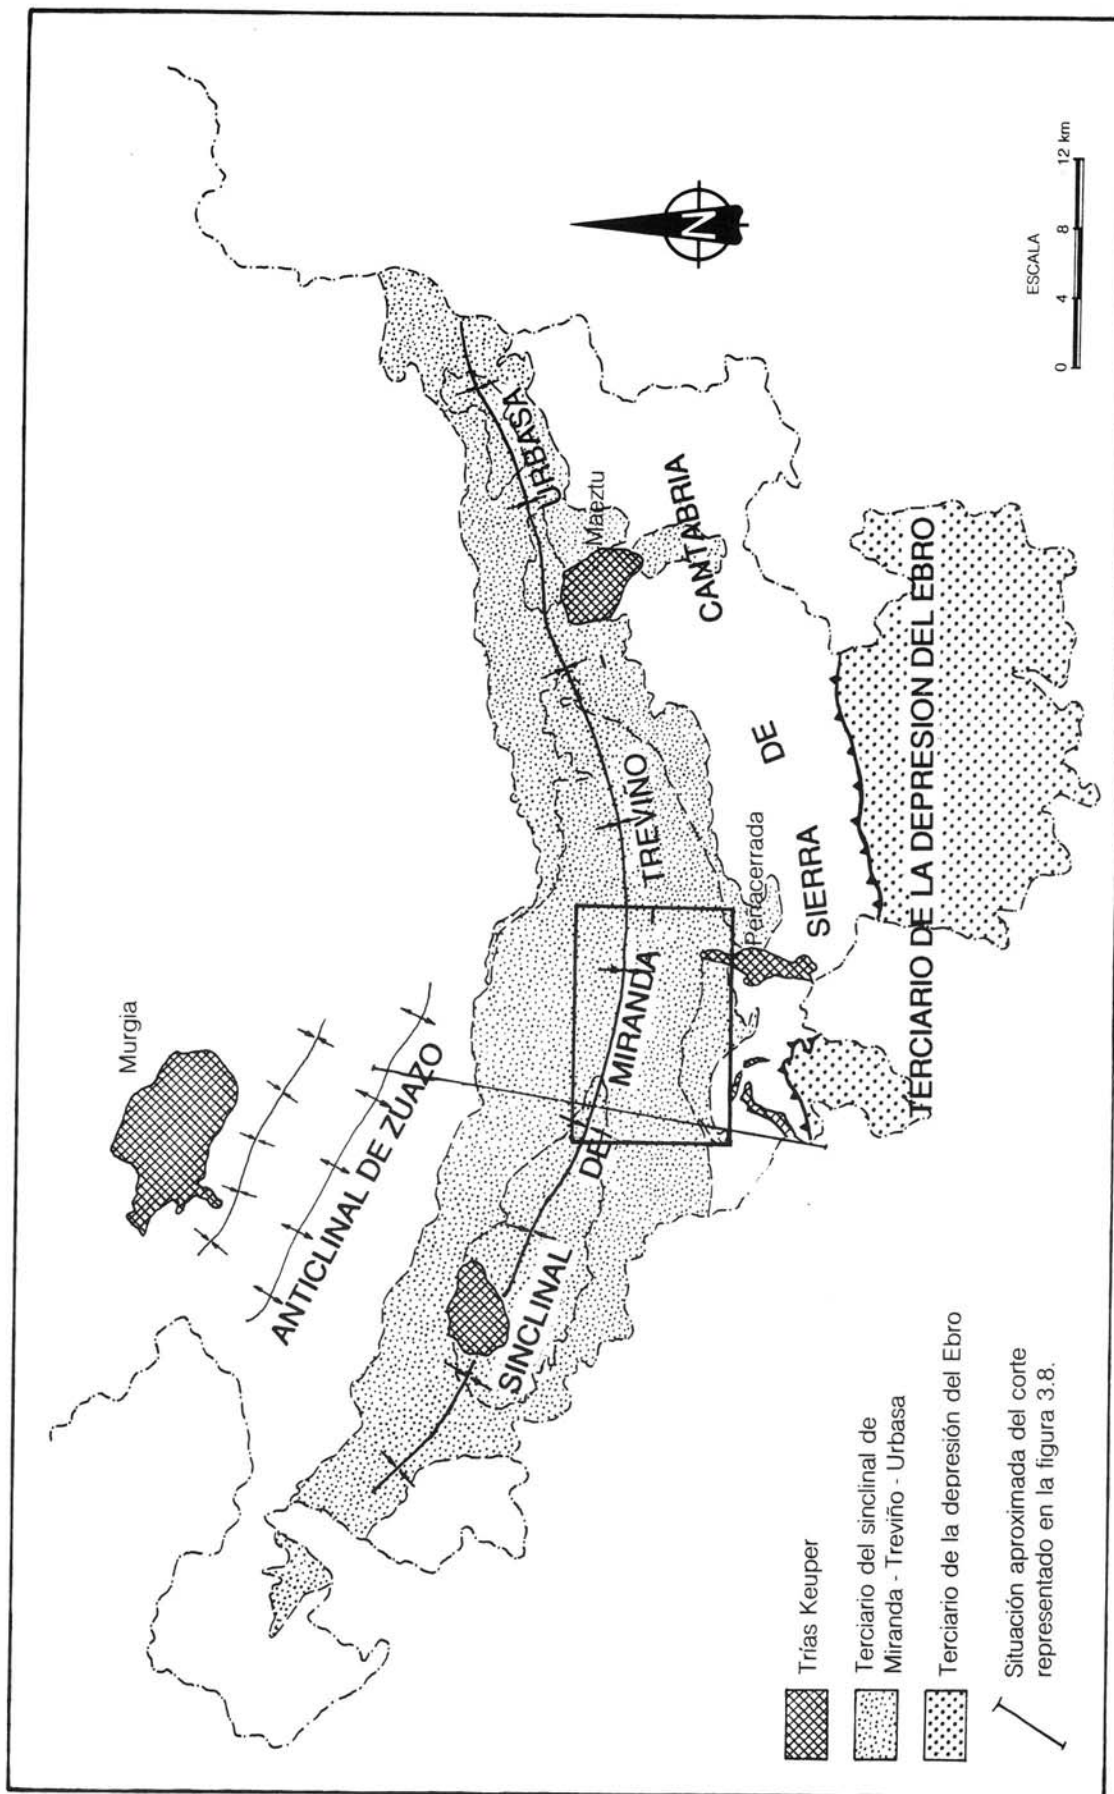 Murgia
ANTICLINAL DE ZUAZO
SINCLINAL
DE
MIRANDA
TREVINO
URBASA
Maeztu
Peñacerrada
SIERRA
DE
CANTABRIA
TERCIARIO DE LA DEPRESION DEL EBRO
N
ESCALA
0 4 8 12 km
Trías Keuper
Terciario del sinclinal de
Miranda - Treviño - Urbasa
Terciario de la depresión del Ebro
Situación aproximada del corte
representado en la figura 3.8.